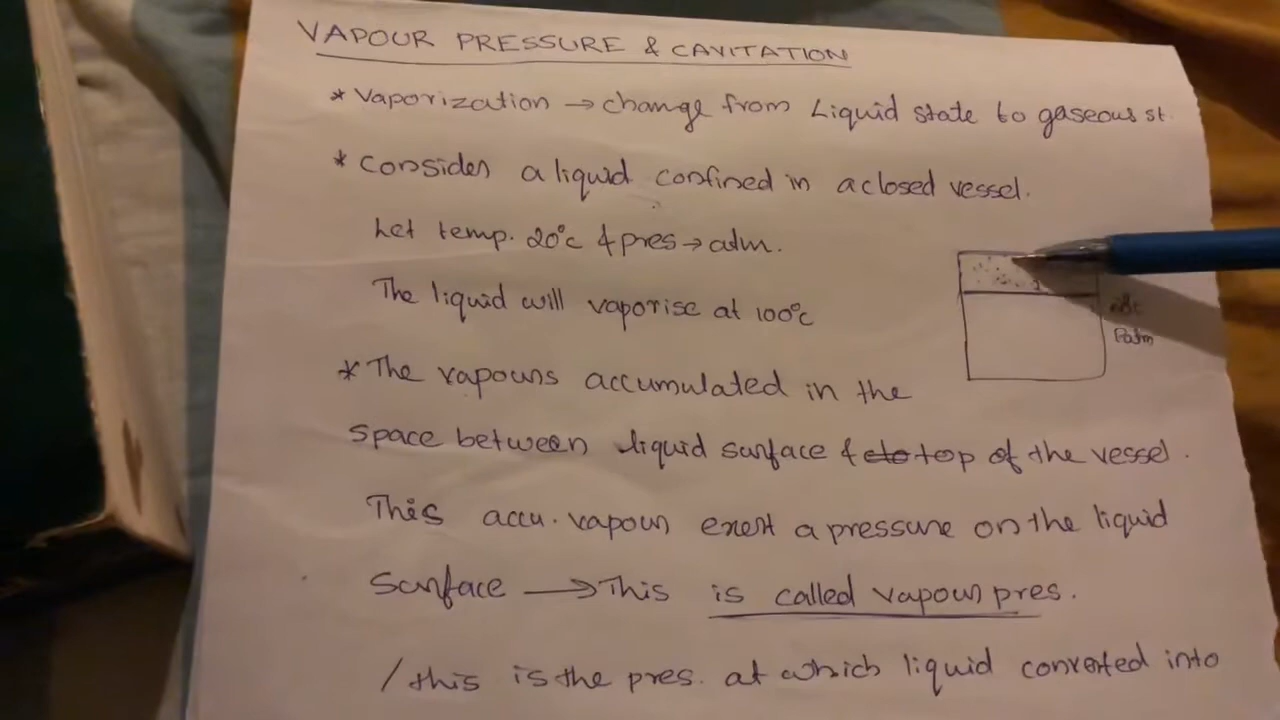 VAPOUR PRESSURE & CAVITATION
* Vaporization → change from Liquid state to gaseous st.
* Consider a liquid confined in a closed vessel.
Let temp. 20°c & pres → atm.
The liquid will vaporise at 100°c
* The vapours accumulated in the
space between liquid surface & top of the vessel.
This accu. vapour exert a pressure on the liquid
Surface → This is called vapour pres.
/ this is the pres. at which liquid converted into
Patm